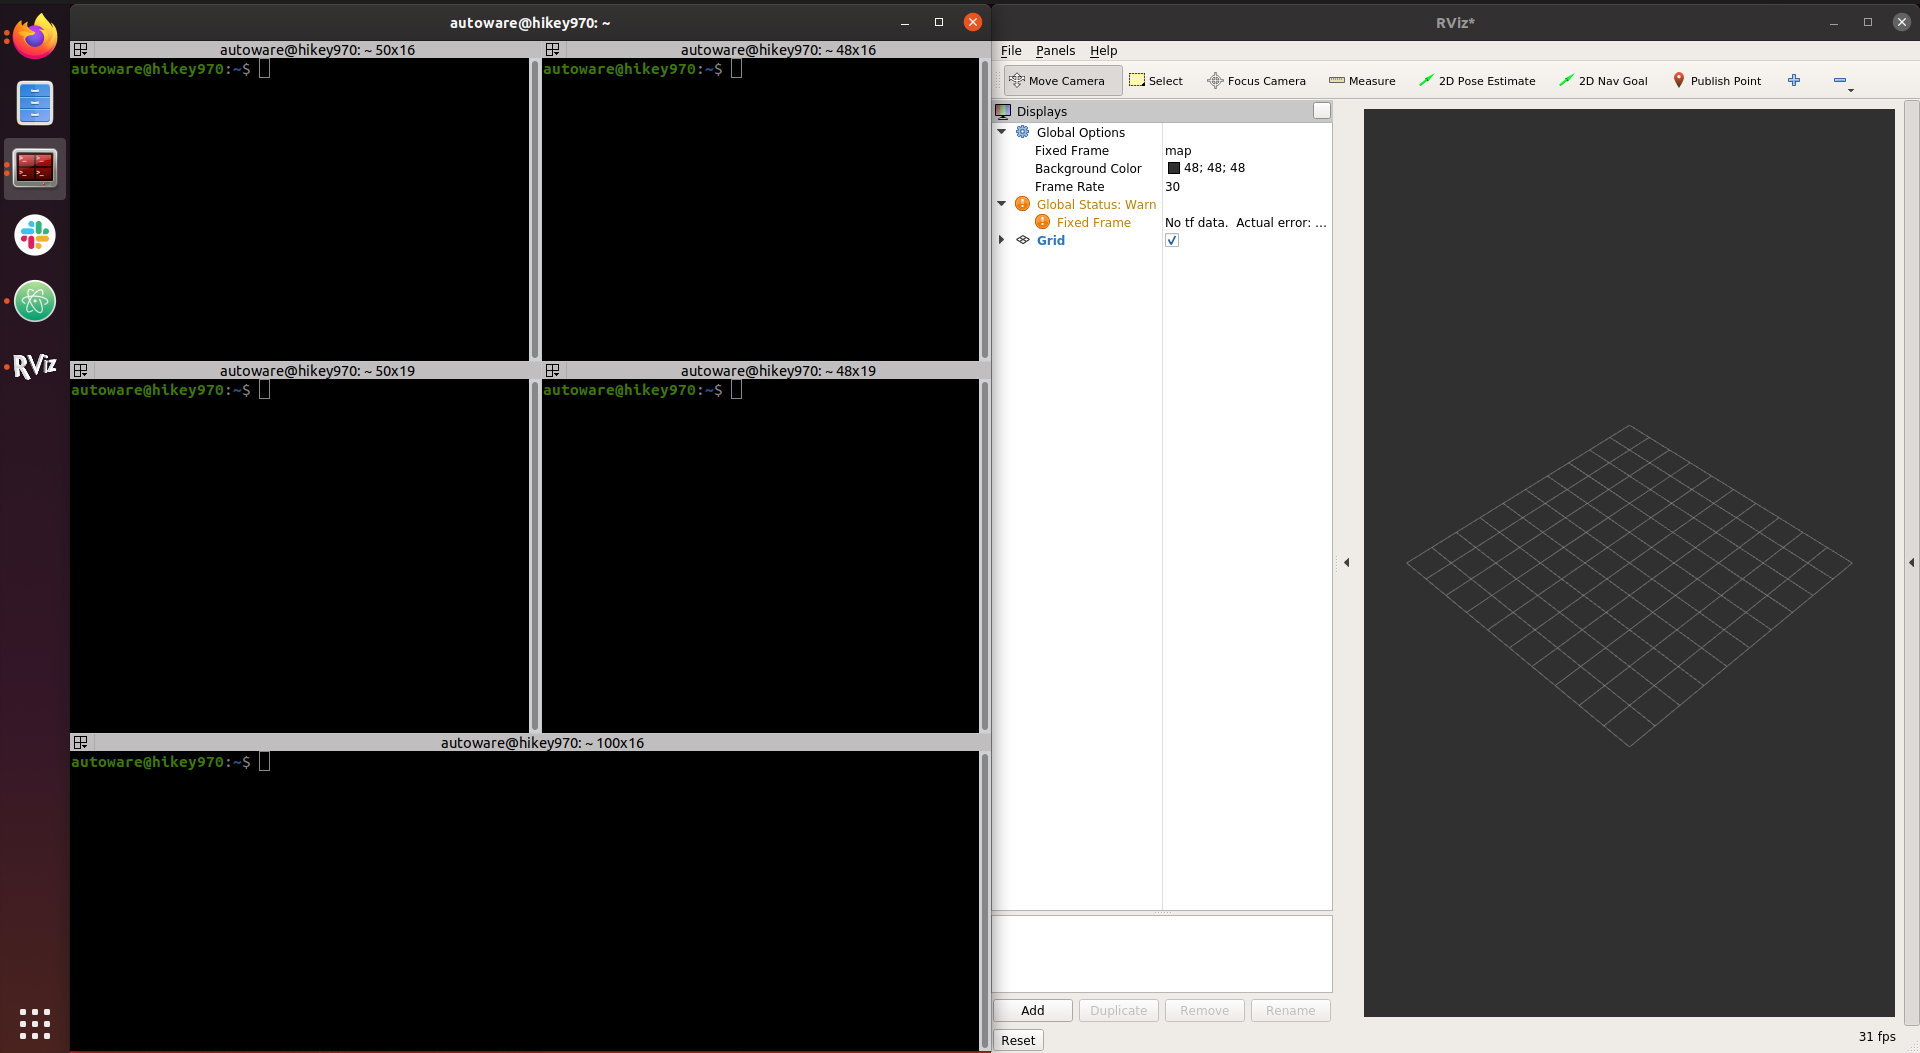 autoware@hikey970: ~
autoware@hikey970: ~ 50x16
autoware@hikey970:~$
autoware@hikey970: ~ 48x16
autoware@hikey970:~$
autoware@hikey970: ~ 50x19
autoware@hikey970:~$
autoware@hikey970: ~ 48x19
autoware@hikey970:~$
autoware@hikey970: ~ 100x16
autoware@hikey970:~$
RViz
RViz*
File Panels Help
Move Camera Select Focus Camera Measure 2D Pose Estimate 2D Nav Goal Publish Point
Displays
Global Options
Fixed Frame map
Background Color 48; 48; 48
Frame Rate 30
Global Status: Warn
Fixed Frame No tf data.  Actual error: ...
Grid
Add Duplicate Remove Rename
Reset
31 fps